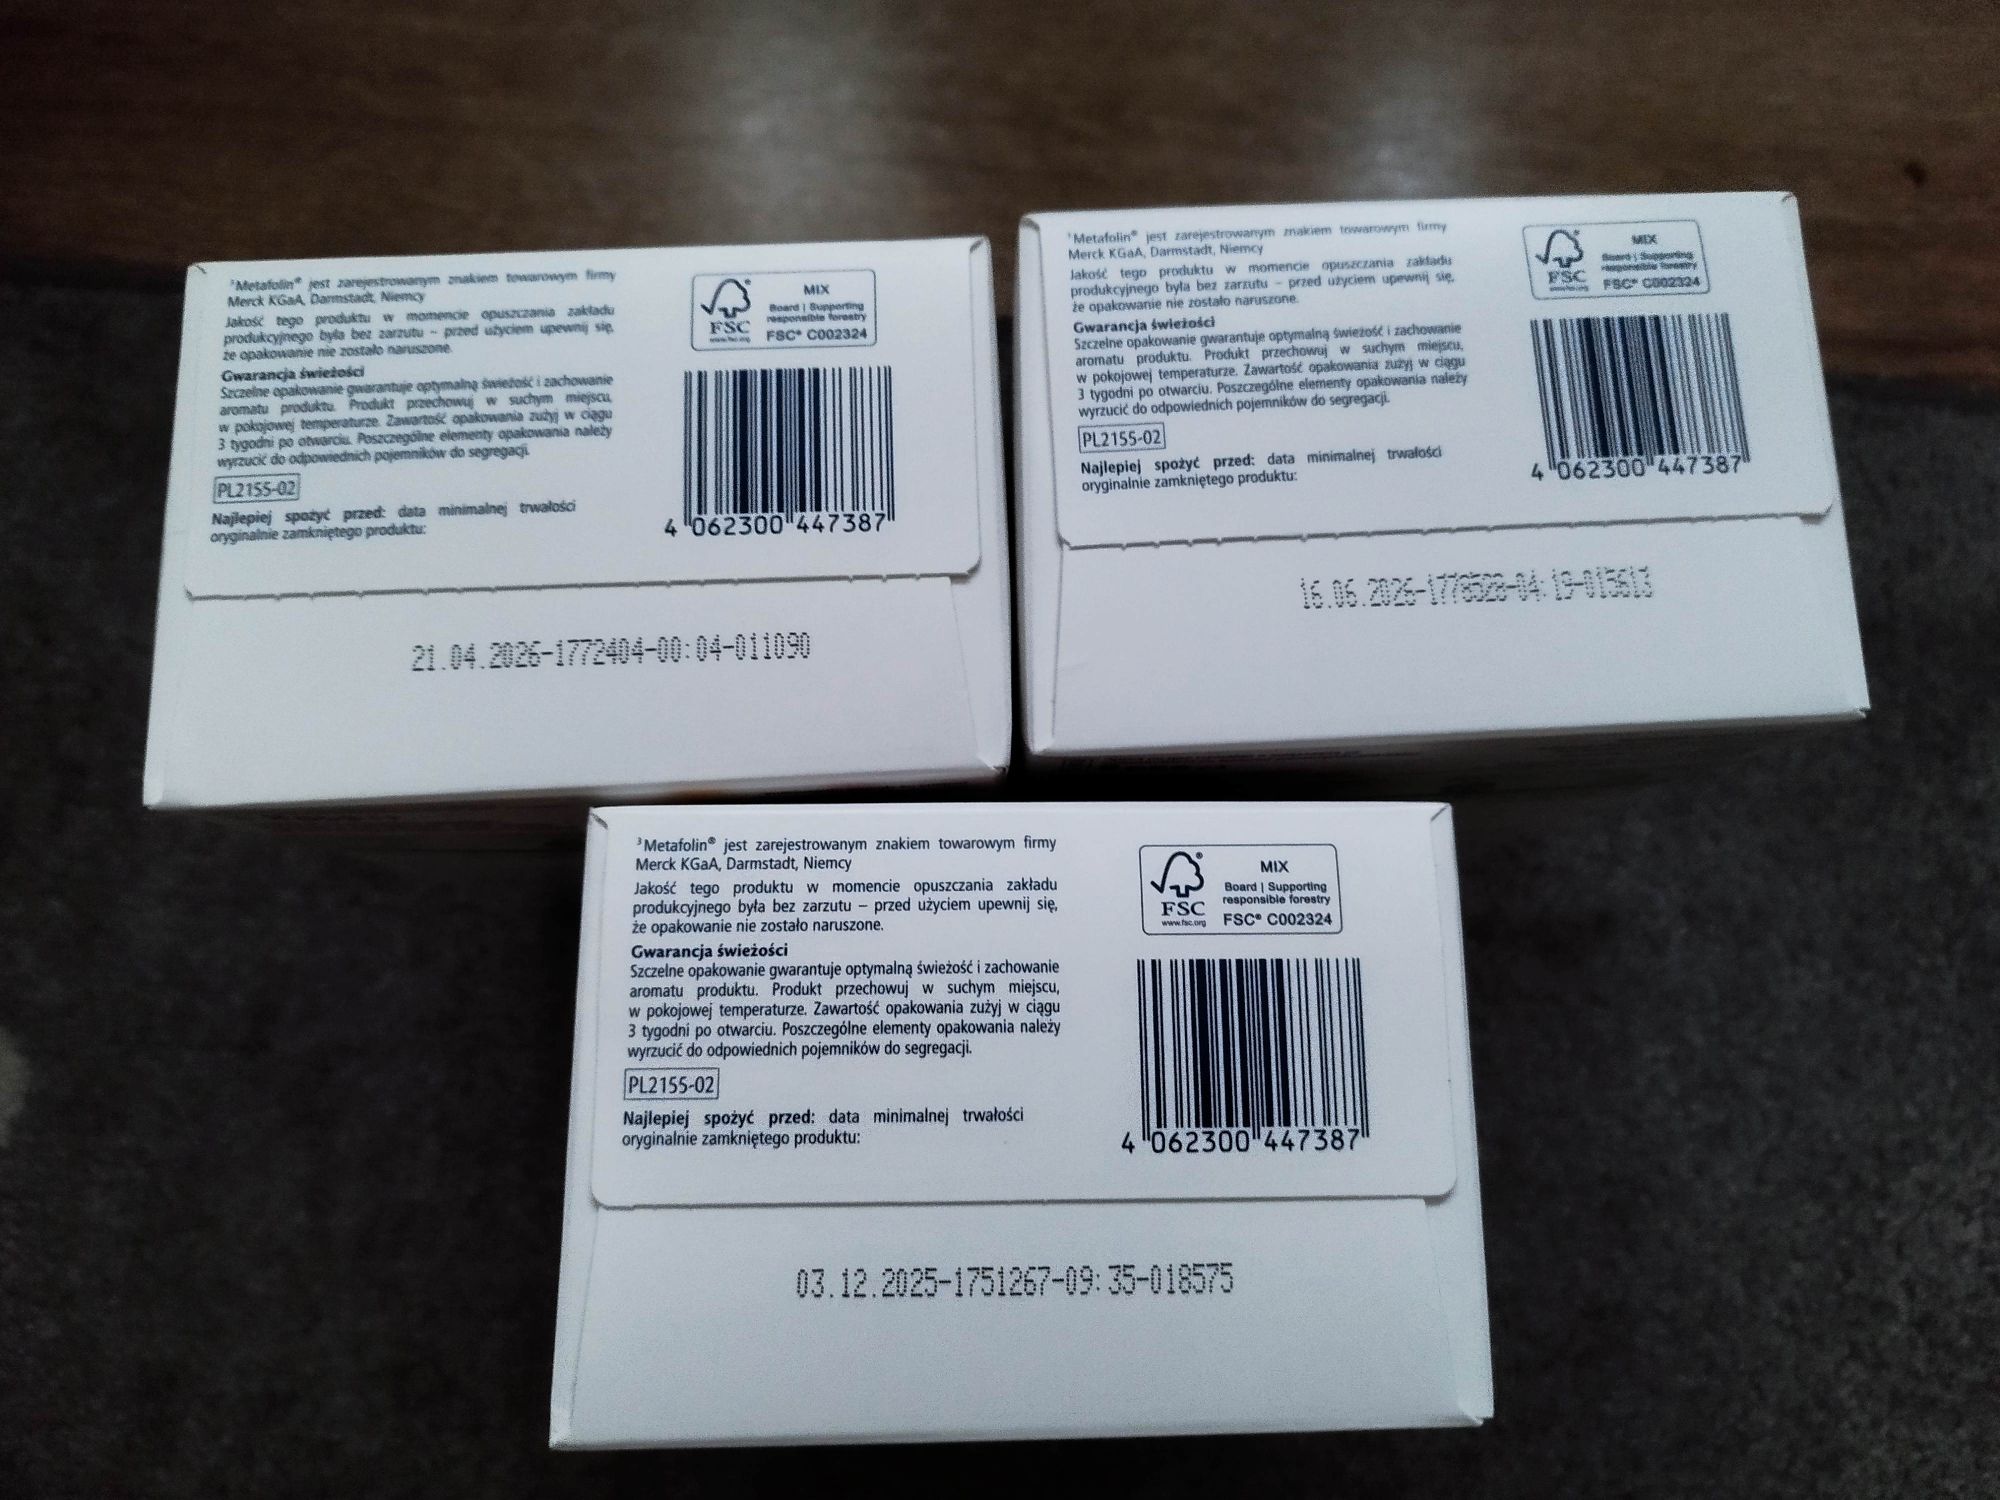 ³Metafolin® jest zarejestrowanym znakiem towarowym firmy
Merck KGaA, Darmstadt, Niemcy
Jakość tego produktu w momencie opuszczania zakładu
produkcyjnego była bez zarzutu – przed użyciem upewnij się,
że opakowanie nie zostało naruszone.
Gwarancja świeżości
Szczelne opakowanie gwarantuje optymalną świeżość i zachowanie
aromatu produktu. Produkt przechowuj w suchym miejscu,
w pokojowej temperaturze. Zawartość opakowania zużyj w ciągu
3 tygodni po otwarciu. Poszczególne elementy opakowania należy
wyrzucić do odpowiednich pojemników do segregacji.
PL2155-02
Najlepiej spożyć przed: data minimalnej trwałości
oryginalnie zamkniętego produktu:
FSC
www.fsc.org
MIX
Board | Supporting
responsible forestry
FSC® C002324
4 062300 447387
21.04.2026-1772404-00:04-011090
³Metafolin® jest zarejestrowanym znakiem towarowym firmy
Merck KGaA, Darmstadt, Niemcy
Jakość tego produktu w momencie opuszczania zakładu
produkcyjnego była bez zarzutu – przed użyciem upewnij się,
że opakowanie nie zostało naruszone.
Gwarancja świeżości
Szczelne opakowanie gwarantuje optymalną świeżość i zachowanie
aromatu produktu. Produkt przechowuj w suchym miejscu,
w pokojowej temperaturze. Zawartość opakowania zużyj w ciągu
3 tygodni po otwarciu. Poszczególne elementy opakowania należy
wyrzucić do odpowiednich pojemników do segregacji.
PL2155-02
Najlepiej spożyć przed: data minimalnej trwałości
oryginalnie zamkniętego produktu:
FSC
www.fsc.org
MIX
Board | Supporting
responsible forestry
FSC® C002324
4 062300 447387
16.06.2026-1778528-04:19-015613
³Metafolin® jest zarejestrowanym znakiem towarowym firmy
Merck KGaA, Darmstadt, Niemcy
Jakość tego produktu w momencie opuszczania zakładu
produkcyjnego była bez zarzutu – przed użyciem upewnij się,
że opakowanie nie zostało naruszone.
Gwarancja świeżości
Szczelne opakowanie gwarantuje optymalną świeżość i zachowanie
aromatu produktu. Produkt przechowuj w suchym miejscu,
w pokojowej temperaturze. Zawartość opakowania zużyj w ciągu
3 tygodni po otwarciu. Poszczególne elementy opakowania należy
wyrzucić do odpowiednich pojemników do segregacji.
PL2155-02
Najlepiej spożyć przed: data minimalnej trwałości
oryginalnie zamkniętego produktu:
FSC®
www.fsc.org
MIX
Board | Supporting
responsible forestry
FSC® C002324
4 062300 447387
03.12.2025-1751267-09:35-018575